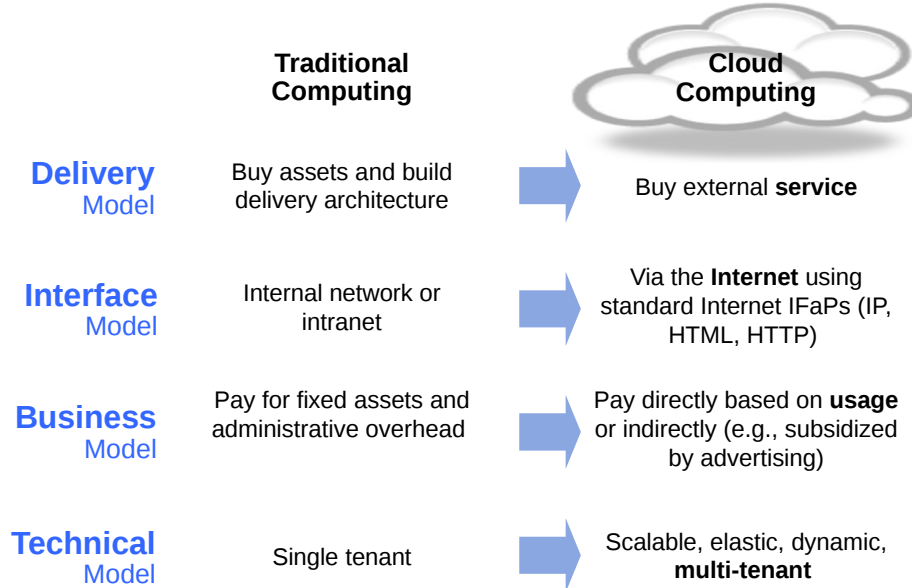 Traditional
Computing
Cloud
Computing
Delivery
Model
Buy assets and build
delivery architecture
Buy external service
Interface
Model
Internal network or
intranet
Via the Internet using
standard Internet IFaPs (IP,
HTML, HTTP)
Business
Model
Pay for fixed assets and
administrative overhead
Pay directly based on usage
or indirectly (e.g., subsidized
by advertising)
Technical
Model
Single tenant
Scalable, elastic, dynamic,
multi-tenant